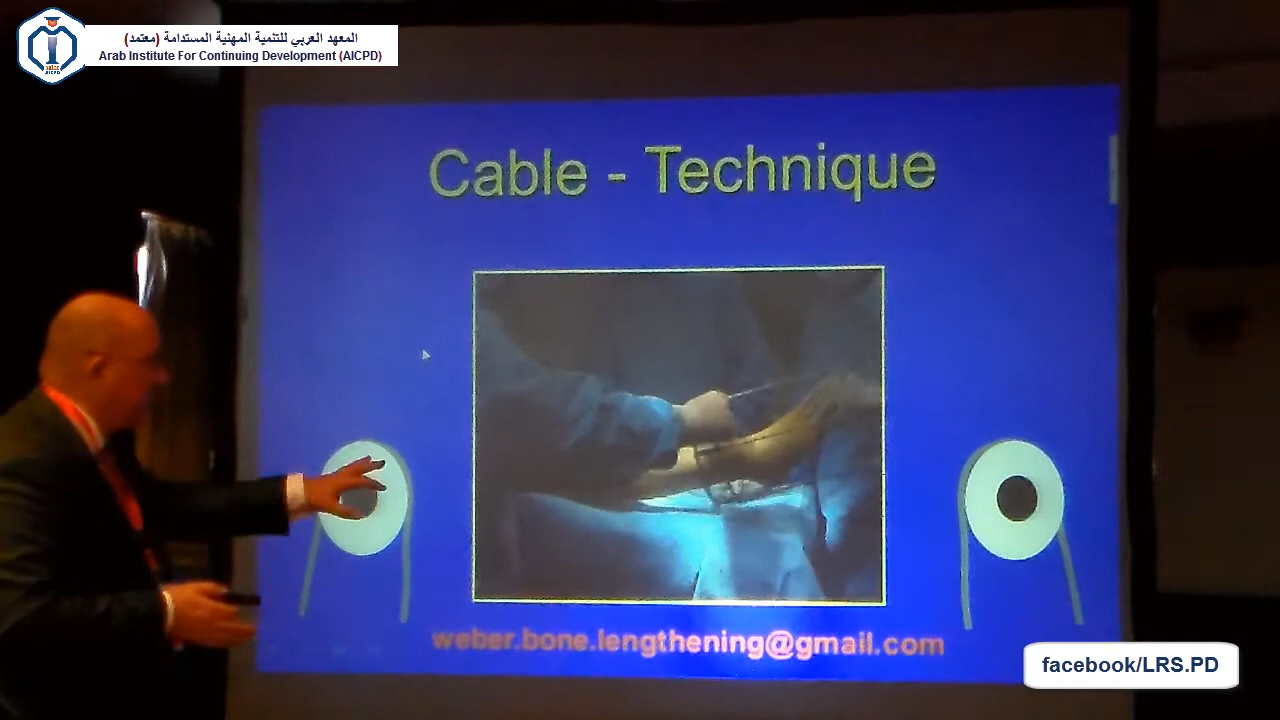 المعهد العربي للتنمية المهنية المستدامة (معتمد)
Arab Institute For Continuing Development (AICPD)
AICPD
Cable - Technique
weber.bone.lengthening@gmail.com
facebook/LRS.PD